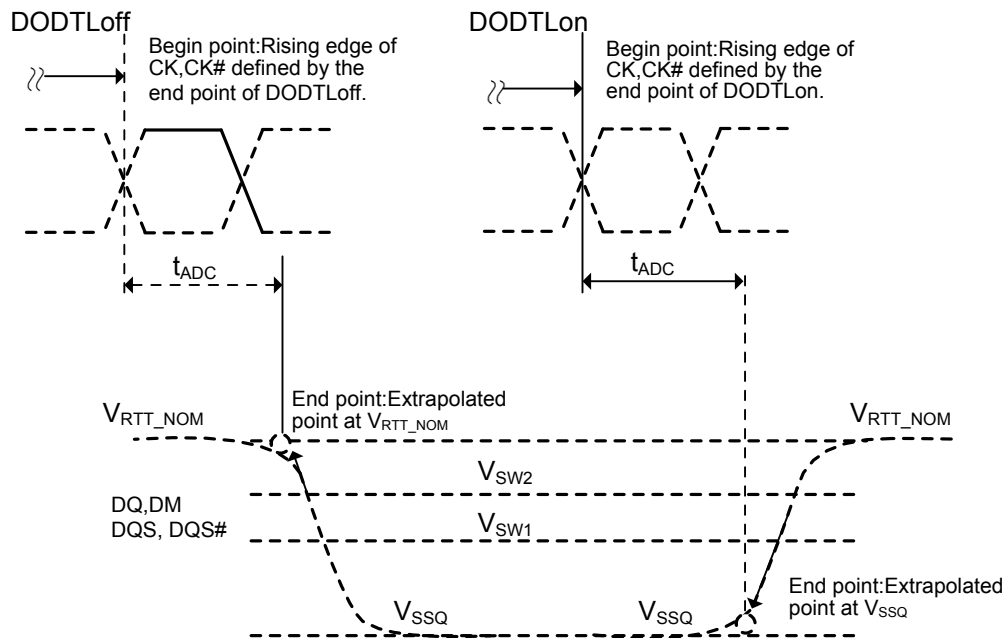 DODTLoff
Begin point:Rising edge of
CK,CK# defined by the
end point of DODTLoff.
DODTLon
Begin point:Rising edge of
CK,CK# defined by the
end point of DODTLon.
tADC
tADC
End point:Extrapolated
point at VRTT_NOM
VRTT_NOM
VRTT_NOM
VSW2
DQ,DM
DQS, DQS#
VSW1
VSSQ
VSSQ
End point:Extrapolated
point at VSSQ